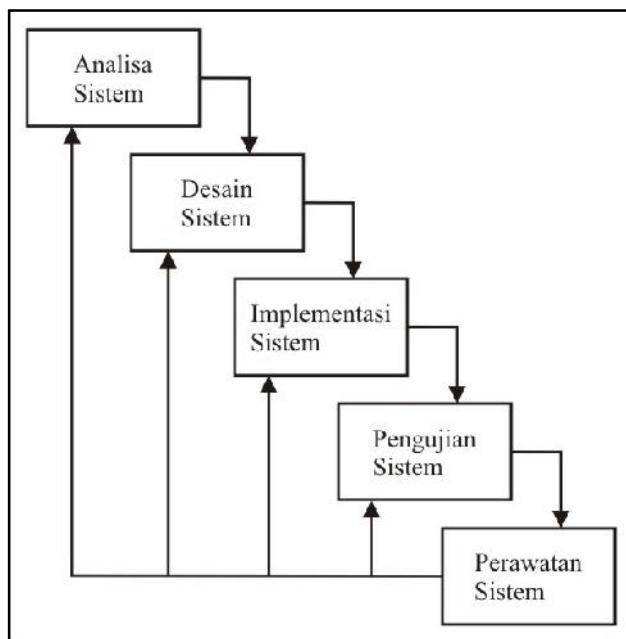 Analisa
Sistem
Desain
Sistem
Implementasi
Sistem
Pengujian
Sistem
Perawatan
Sistem